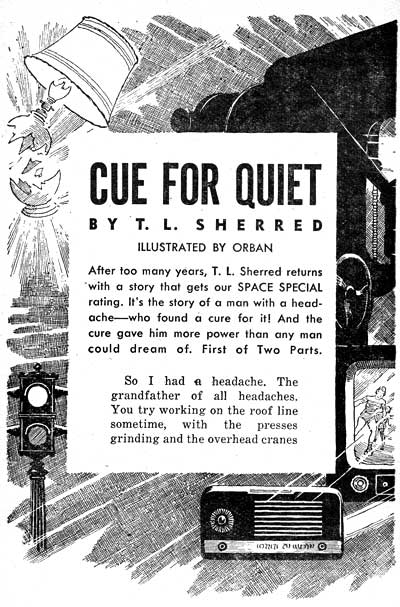 CUE FOR QUIET
BY T. L. SHERRED
ILLUSTRATED BY ORBAN
After too many years, T. L. Sherred returns
with a story that gets our SPACE SPECIAL
rating. It's the story of a man with a head-
ache—who found a cure for it! And the
cure gave him more power than any man
could dream of. First of Two Parts.
So I had a headache. The
grandfather of all headaches.
You try working on the roof line
sometime, with the presses
grinding and the overhead cranes